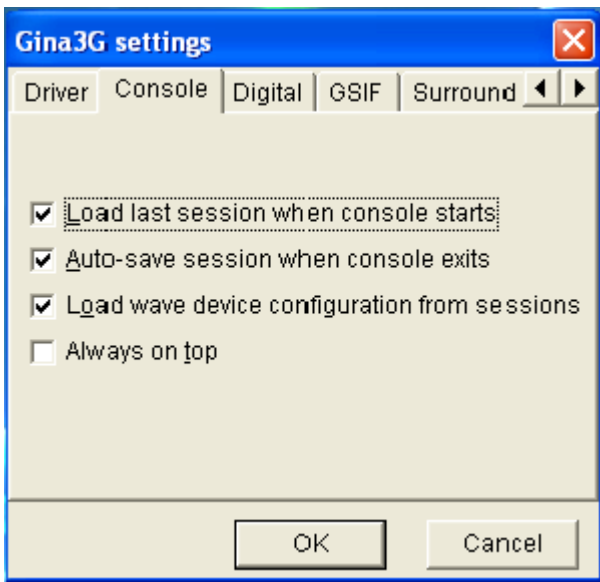 Gina3G settings
Driver Console Digital GSIF Surround
Load last session when console starts
Auto-save session when console exits
Load wave device configuration from sessions
Always on top
OK Cancel